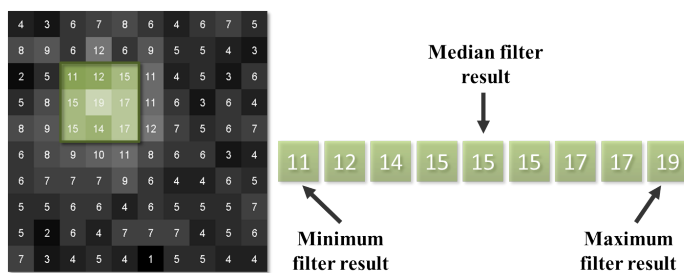 4 3 6 7 8 6 4 6 7 5
8 9 6 12 6 9 5 5 4 3
2 5 11 12 15 11 4 5 3 6
5 8 15 19 17 11 6 3 6 4
8 9 15 14 17 12 7 5 6 7
6 8 9 10 11 8 6 6 3 4
6 7 7 7 9 6 4 4 6 5
5 5 6 6 4 6 5 5 5 7
5 2 6 4 7 7 7 4 5 6
7 3 4 5 4 1 5 5 4 4
Median filter
result
11 12 14 15 15 15 17 17 19
Minimum
filter result
Maximum
filter result